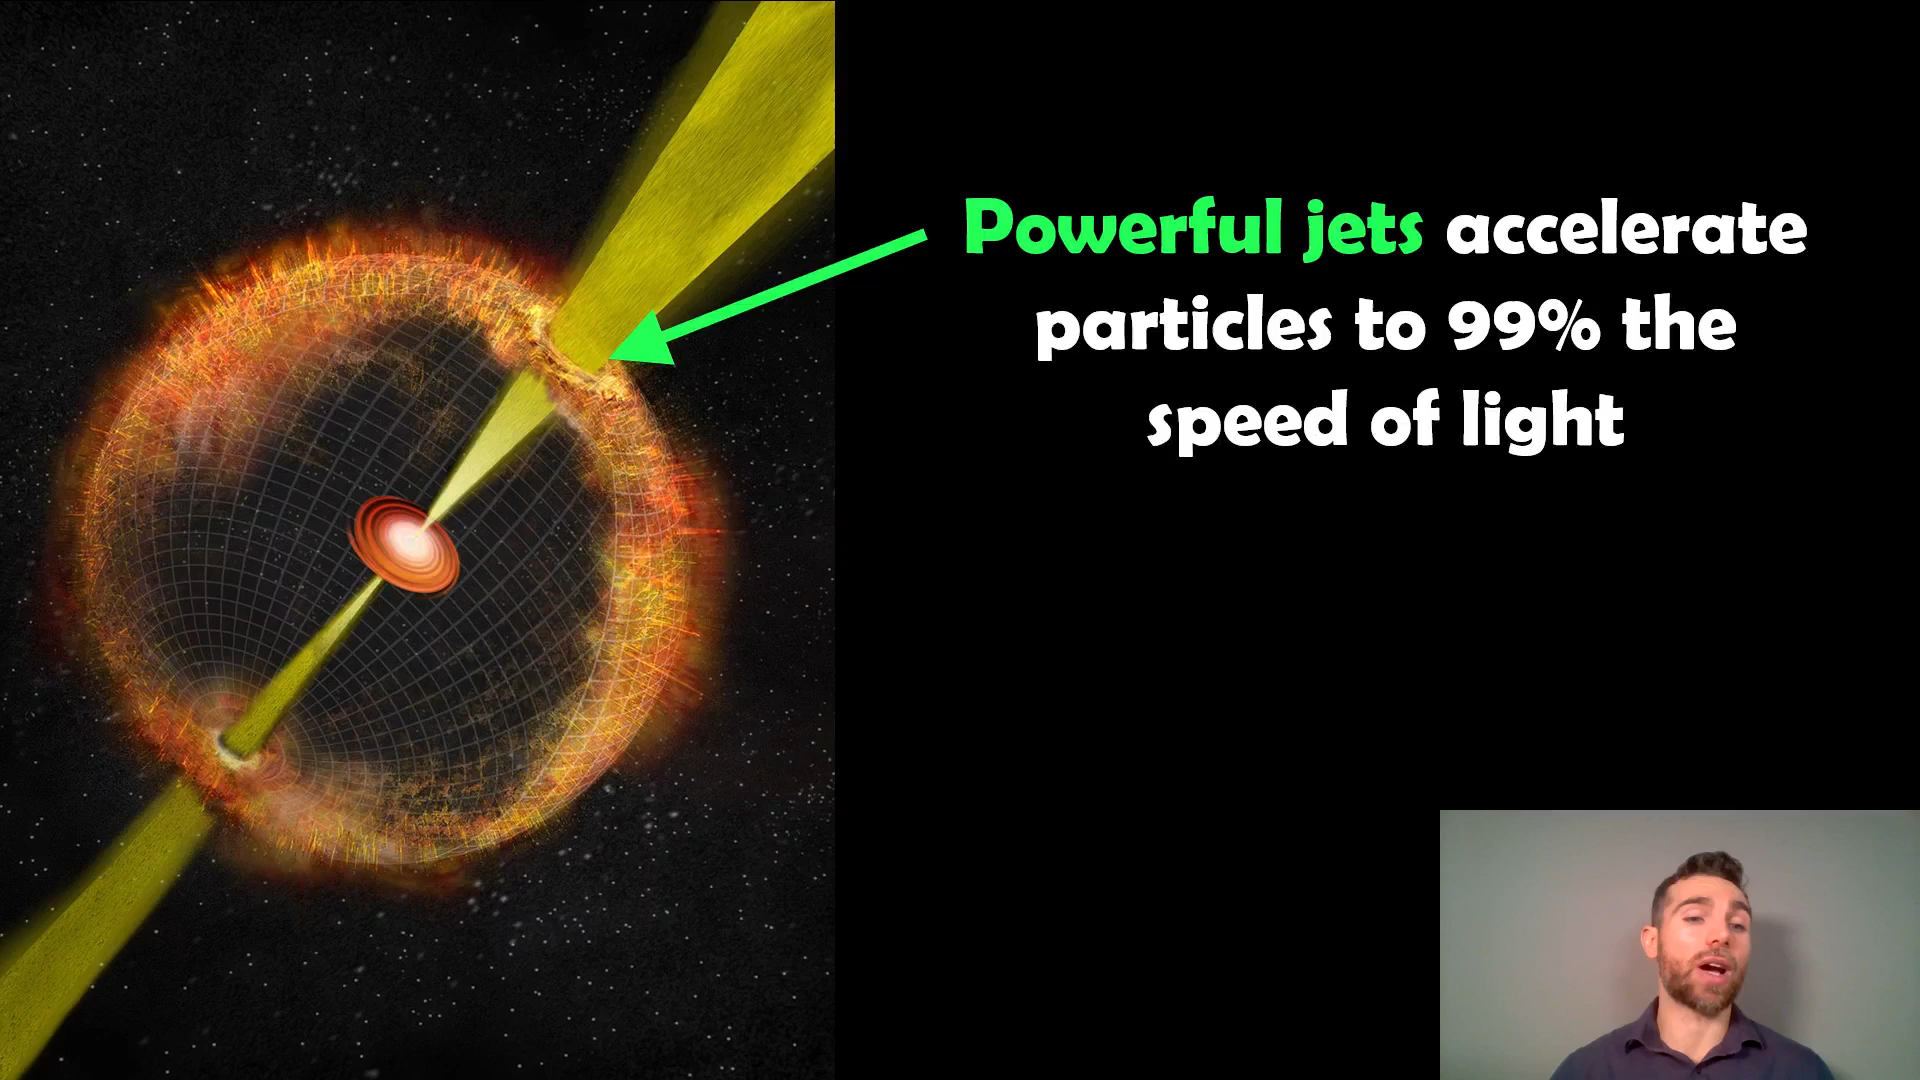 Powerful jets accelerate
particles to 99% the
speed of light